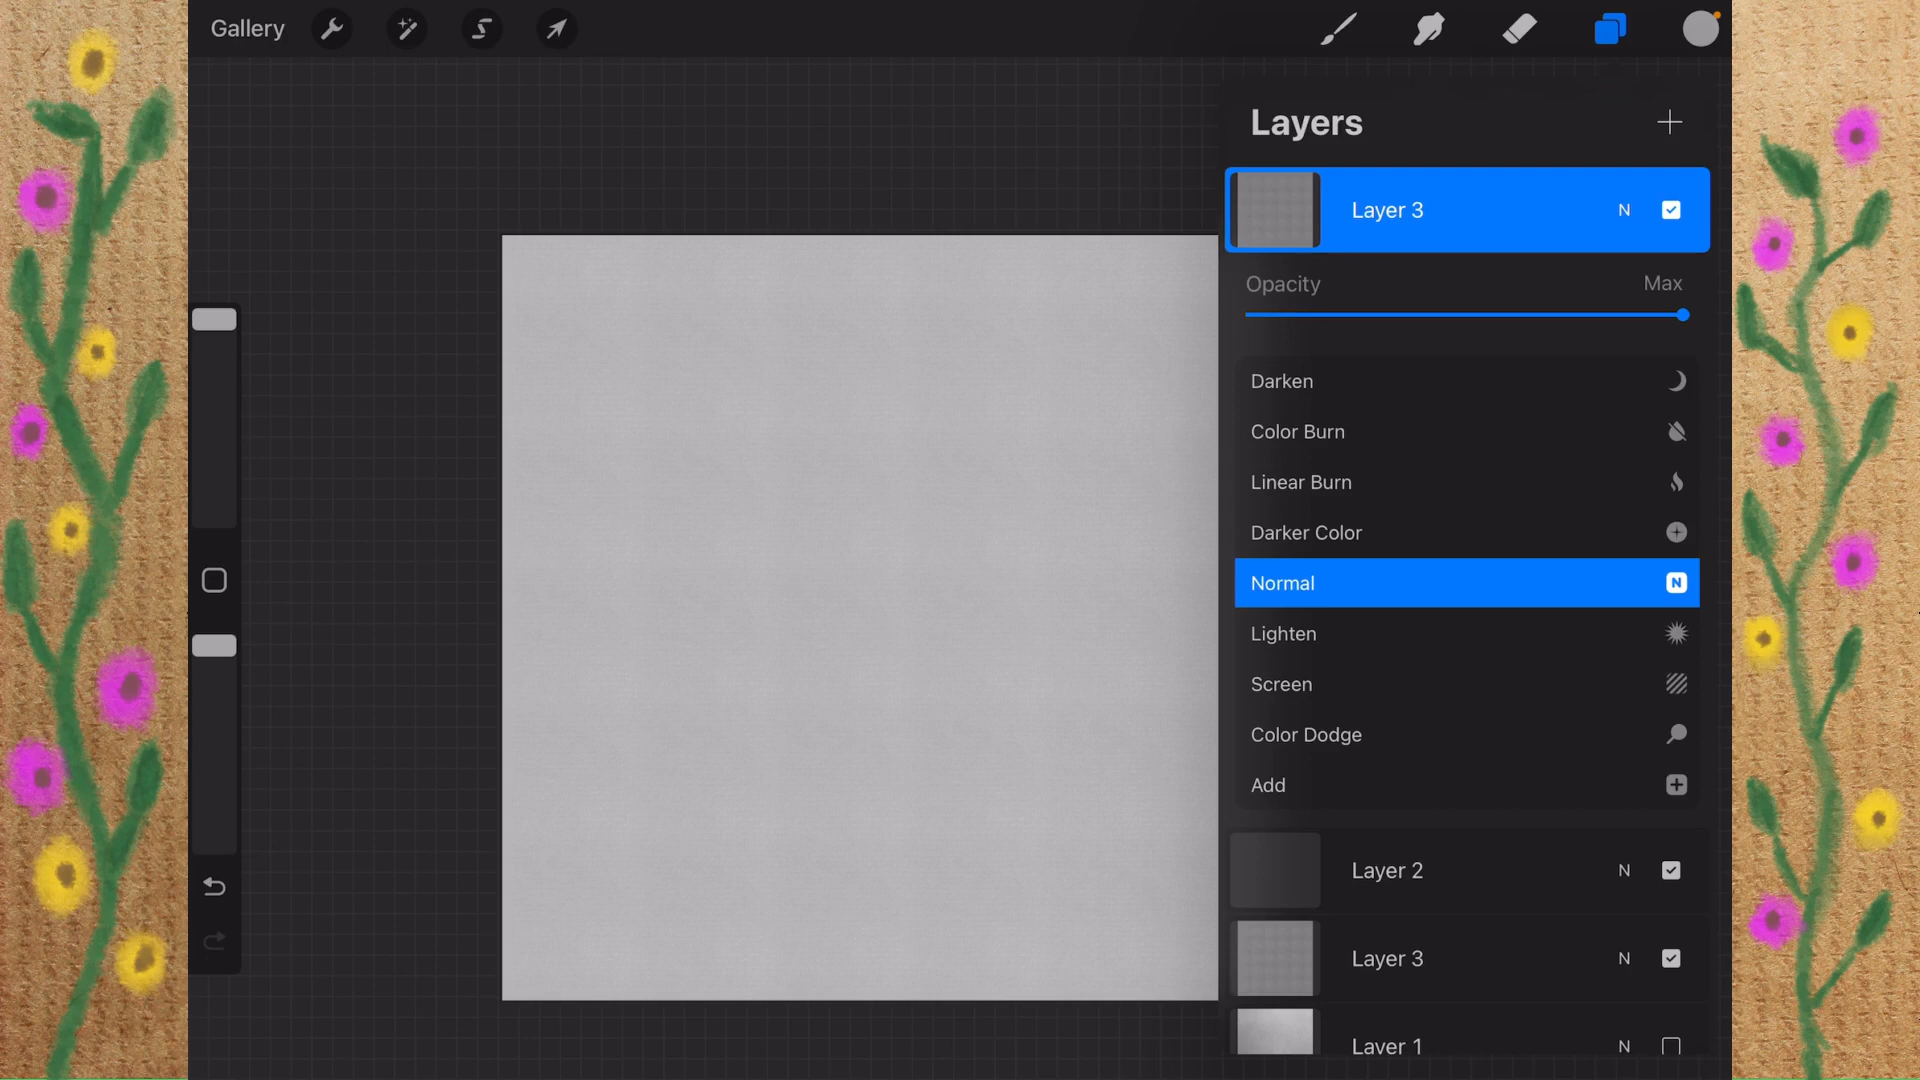 Gallery
Layers
Layer 3 N
Opacity Max
Darken
Color Burn
Linear Burn
Darker Color
Normal N
Lighten
Screen
Color Dodge
Add
Layer 2 N
Layer 3 N
Layer 1 N